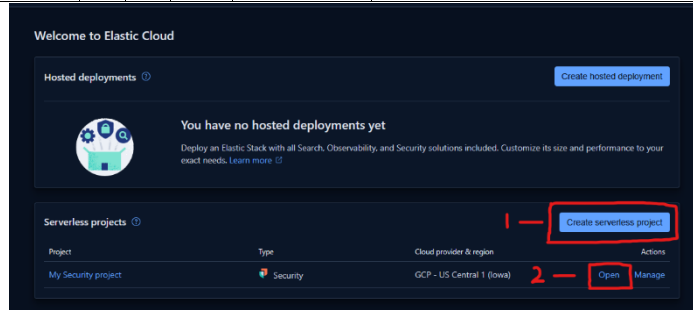 Welcome to Elastic Cloud
Hosted deployments
Create hosted deployment
You have no hosted deployments yet
Deploy an Elastic Stack with all Search, Observability, and Security solutions included. Customize its size and performance to your
exact needs. Learn more
Serverless projects
1
Create serverless project
Project Type Cloud provider & region Actions
My Security project Security GCP - US Central 1 (Iowa) 2 Open Manage